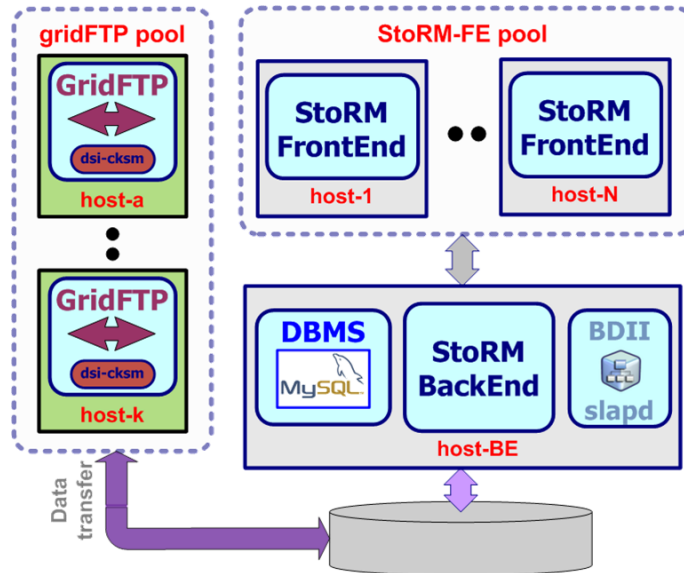 gridFTP pool
GridFTP
dsi-cksm
host-a
GridFTP
dsi-cksm
host-k
StoRM-FE pool
StoRM
FrontEnd
host-1
StoRM
FrontEnd
host-N
DBMS
MySQL
StoRM
BackEnd
BDII
slapd
host-BE
Data
transfer